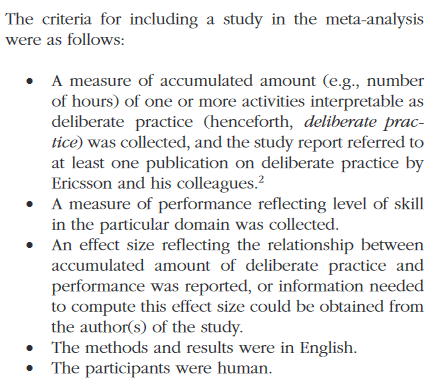 The criteria for including a study in the meta-analysis
were as follows:
• A measure of accumulated amount (e.g., number
of hours) of one or more activities interpretable as
deliberate practice (henceforth, deliberate prac-
tice) was collected, and the study report referred to
at least one publication on deliberate practice by
Ericsson and his colleagues.²
• A measure of performance reflecting level of skill
in the particular domain was collected.
• An effect size reflecting the relationship between
accumulated amount of deliberate practice and
performance was reported, or information needed
to compute this effect size could be obtained from
the author(s) of the study.
• The methods and results were in English.
• The participants were human.